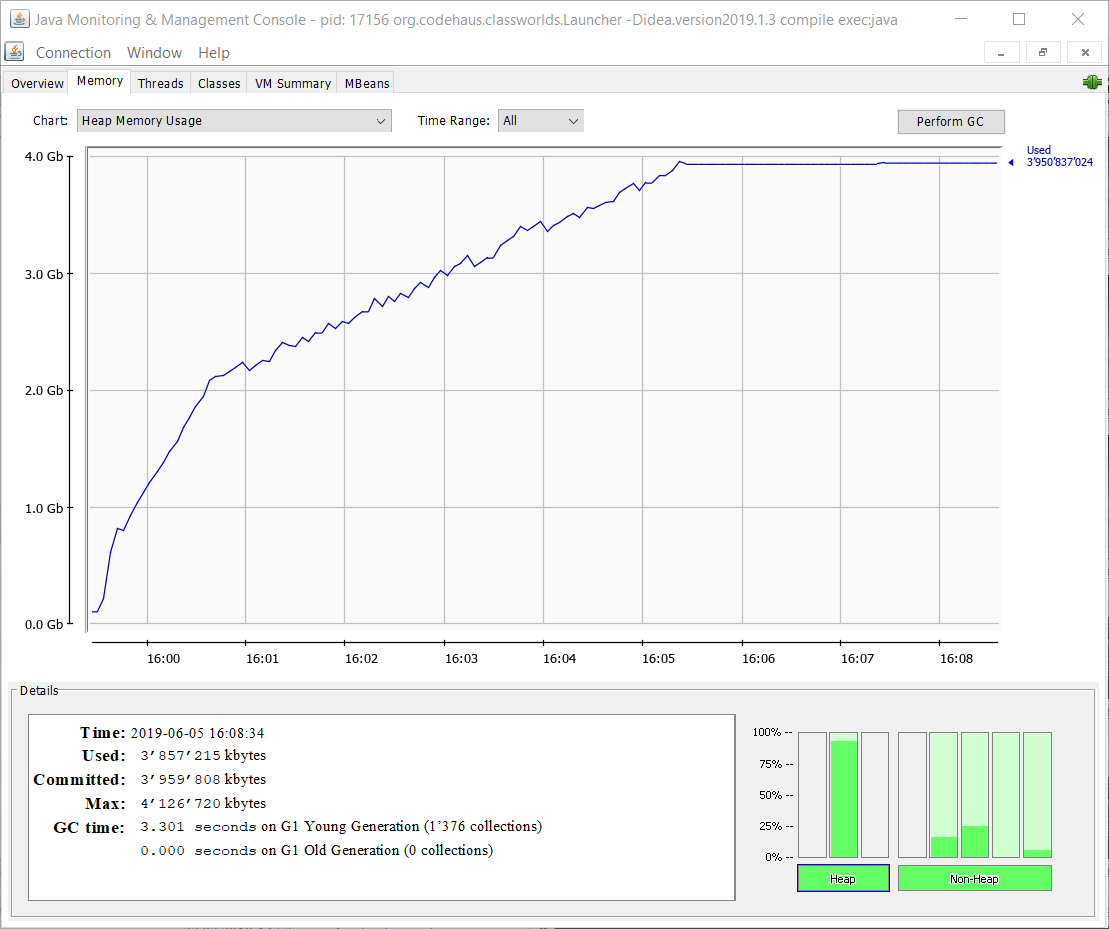 Java Monitoring & Management Console - pid: 17156 org.codehaus.classworlds.Launcher -Didea.version2019.1.3 compile exec:java
Connection Window Help
Overview Memory Threads Classes VM Summary MBeans
Chart: Heap Memory Usage Time Range: All Perform GC
Used
3’950’837’024
4.0 Gb
3.0 Gb
2.0 Gb
1.0 Gb
0.0 Gb
16:00 16:01 16:02 16:03 16:04 16:05 16:06 16:07 16:08
Details
Time: 2019-06-05 16:08:34
Used: 3’857’215 kbytes
Committed: 3’959’808 kbytes
Max: 4’126’720 kbytes
GC time: 3.301 seconds on G1 Young Generation (1’376 collections)
0.000 seconds on G1 Old Generation (0 collections)
100% --
75% --
50% --
25% --
0% --
Heap Non-Heap